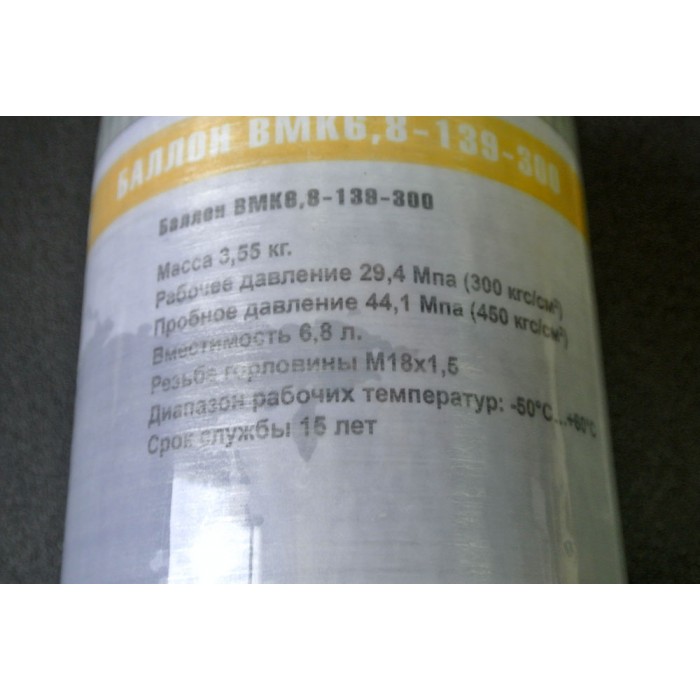 БАЛЛОН ВМК6,8-139-300
Баллон ВМК6,8-139-300
Масса 3,55 кг.
Рабочее давление 29,4 Мпа (300 кгс/см²)
Пробное давление 44,1 Мпа (450 кгс/см²)
Вместимость 6,8 л.
Резьба горловины М18х1,5
Диапазон рабочих температур: -50°С...+60°С
Срок службы 15 лет